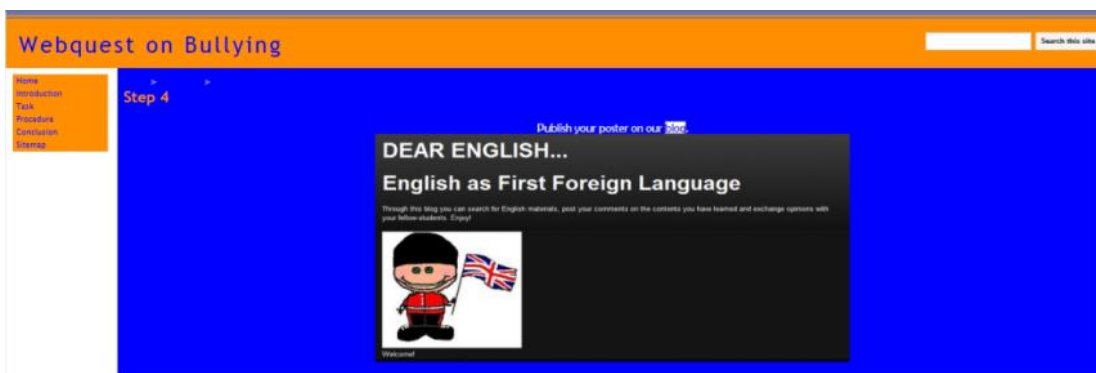 Webquest on Bullying
Search this site
Home
Introduction
Task
Procedure
Conclusion
Sitemap
> >
Step 4
Publish your poster on our blog.
DEAR ENGLISH...
English as First Foreign Language
Through this blog you can search for English materials, post your comments on the contents you have learned and exchange opinions with
your fellow-students. Enjoy!
Welcome!